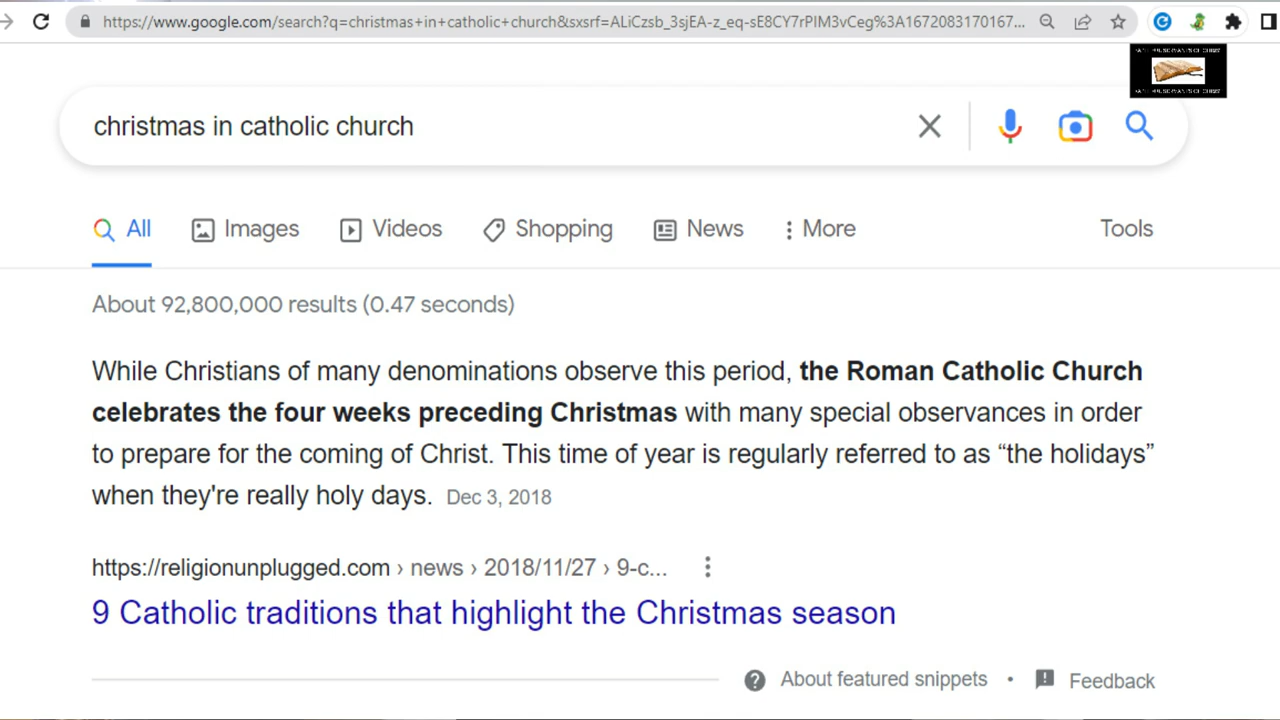 https://www.google.com/search?q=christmas+in+catholic+church&sxsrf=ALiCzsb_3sjEA-z_eq-sE8CY7rPIM3vCeg%3A1672083170167...
christmas in catholic church
All Images Videos Shopping News More Tools
About 92,800,000 results (0.47 seconds)
While Christians of many denominations observe this period, the Roman Catholic Church
celebrates the four weeks preceding Christmas with many special observances in order
to prepare for the coming of Christ. This time of year is regularly referred to as “the holidays”
when they're really holy days. Dec 3, 2018
https://religionunplugged.com › news › 2018/11/27 › 9-c...
9 Catholic traditions that highlight the Christmas season
About featured snippets • Feedback